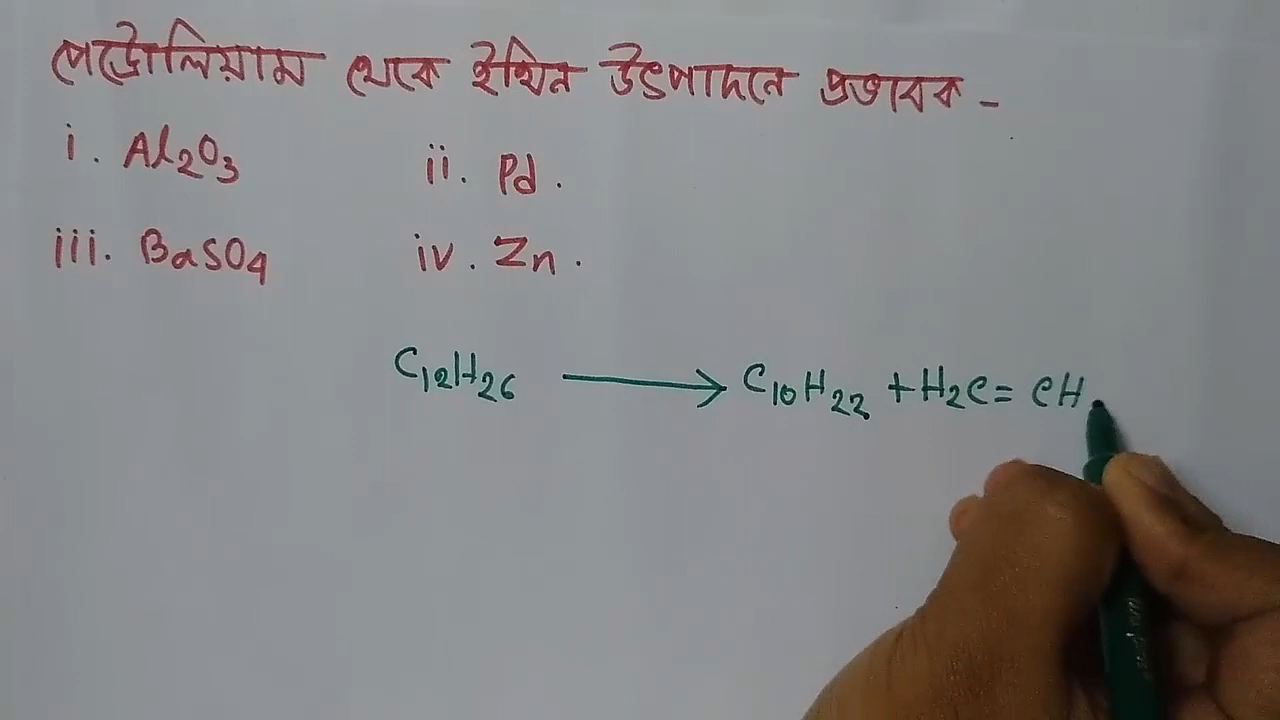 পেট্রোলিয়াম থেকে ইথিন উৎপাদনে প্রভাবক -
i. Al₂O₃ ii. Pd.
iii. BaSO₄ iv. Zn.
C₁₂H₂₆ ⟶ C₁₀H₂₂ + H₂C = CH